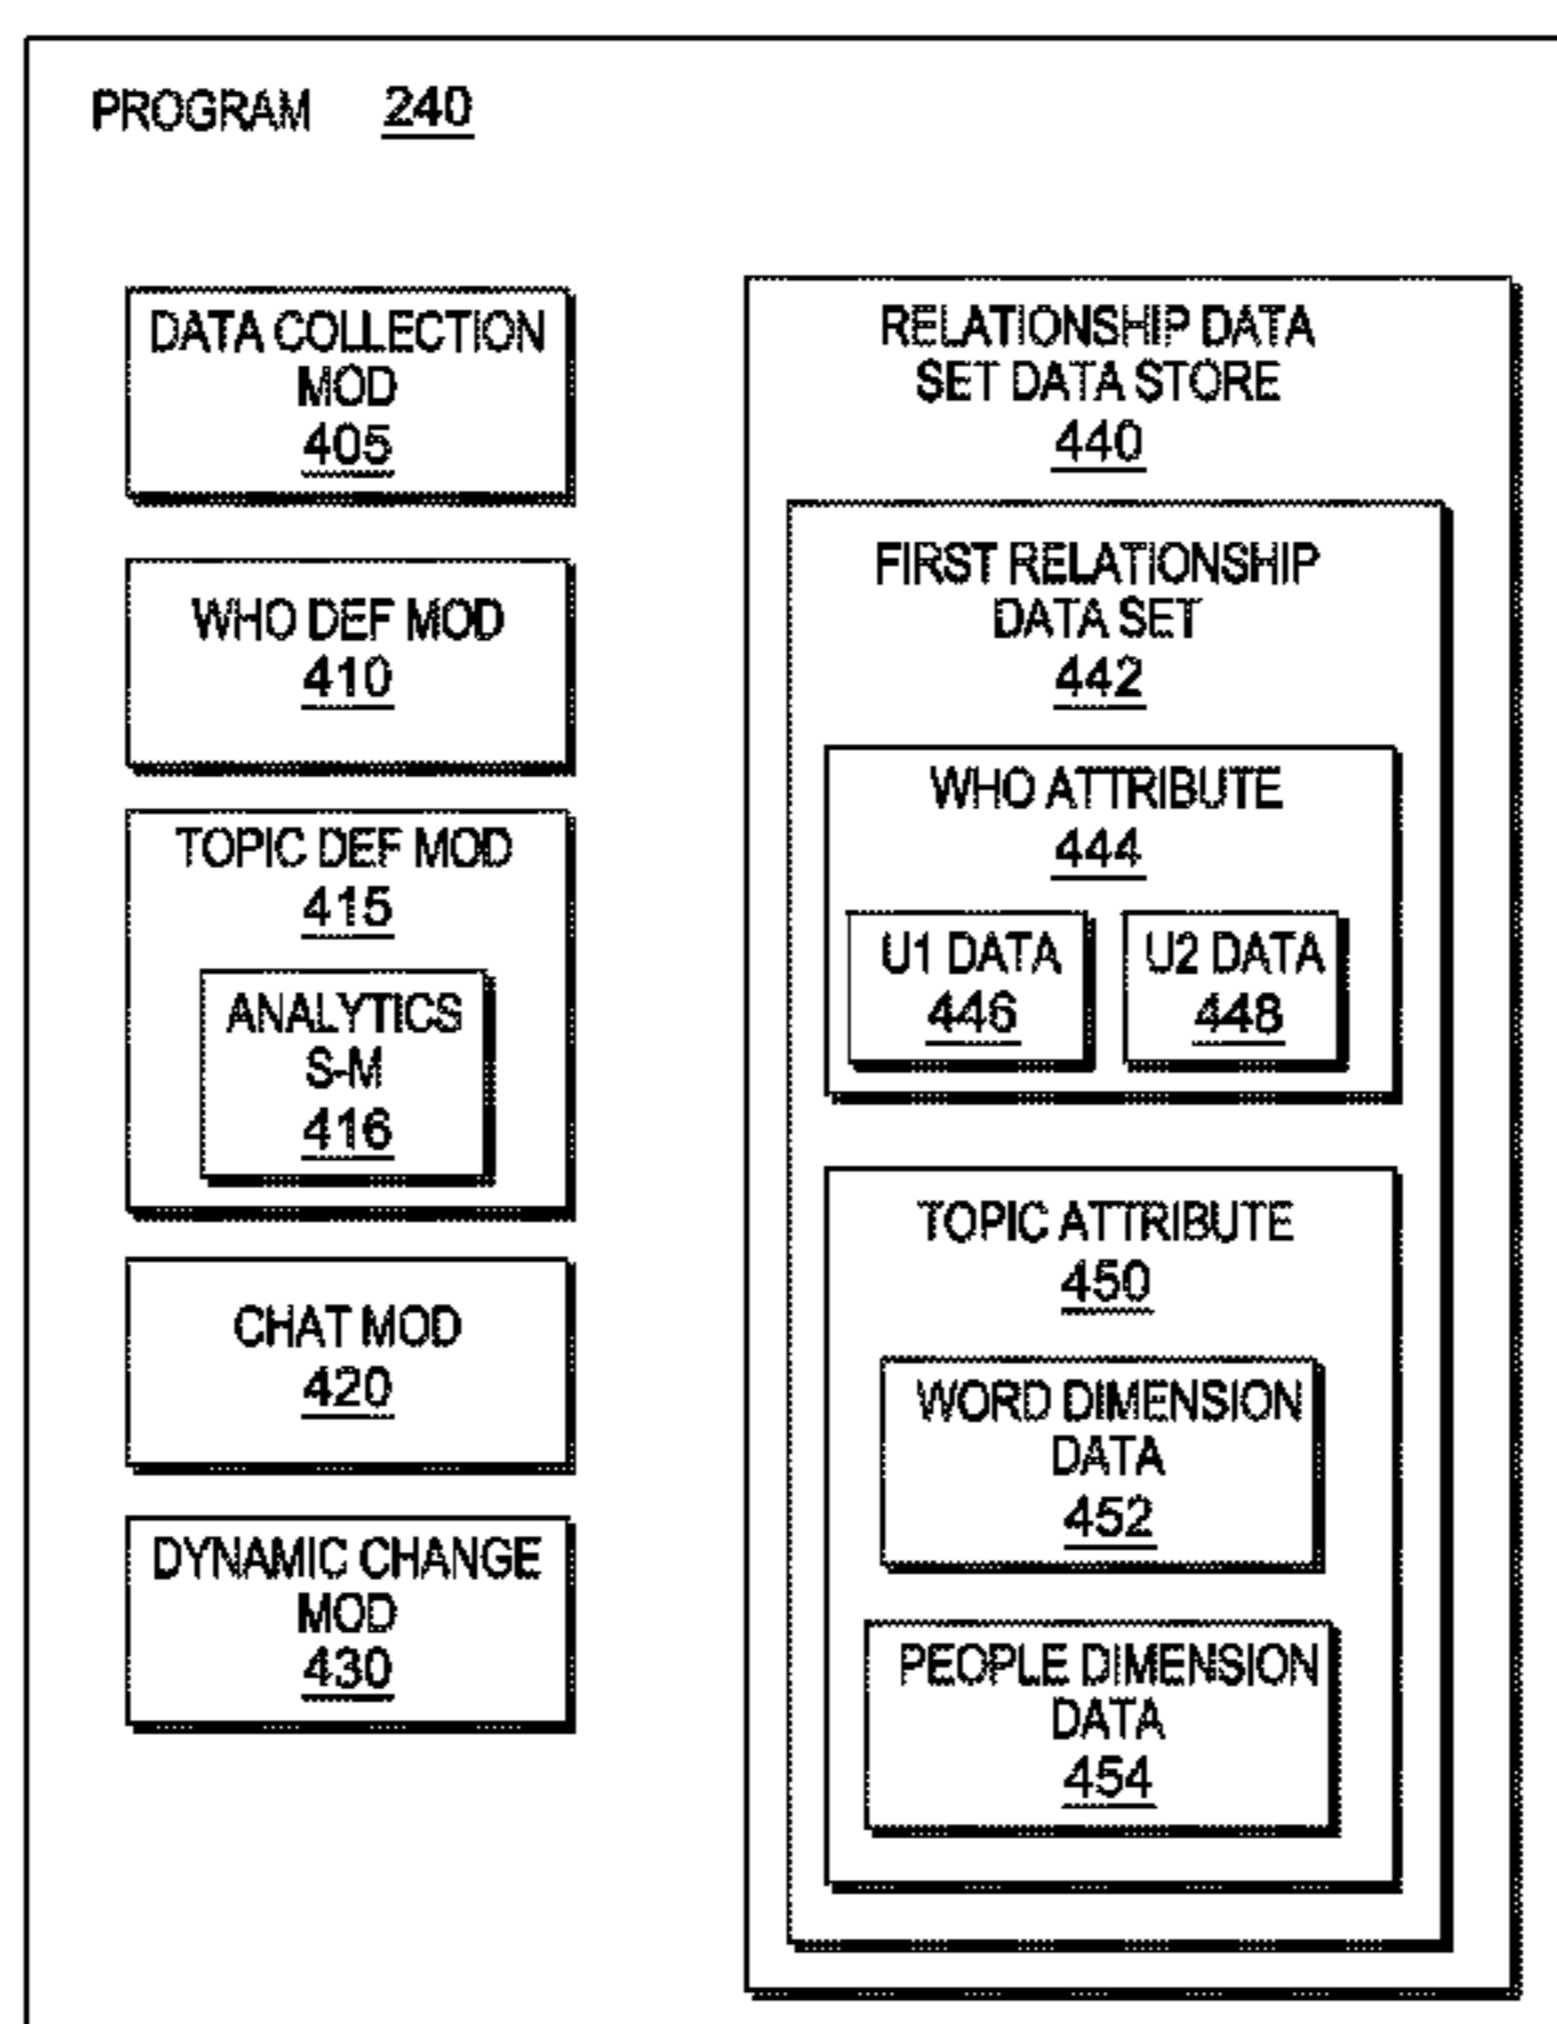 PROGRAM 240
DATA COLLECTION
MOD
405
WHO DEF MOD
410
TOPIC DEF MOD
415
ANALYTICS
S-M
416
CHAT MOD
420
DYNAMIC CHANGE
MOD
430
RELATIONSHIP DATA
SET DATA STORE
440
FIRST RELATIONSHIP
DATA SET
442
WHO ATTRIBUTE
444
U1 DATA
446
U2 DATA
448
TOPIC ATTRIBUTE
450
WORD DIMENSION
DATA
452
PEOPLE DIMENSION
DATA
454